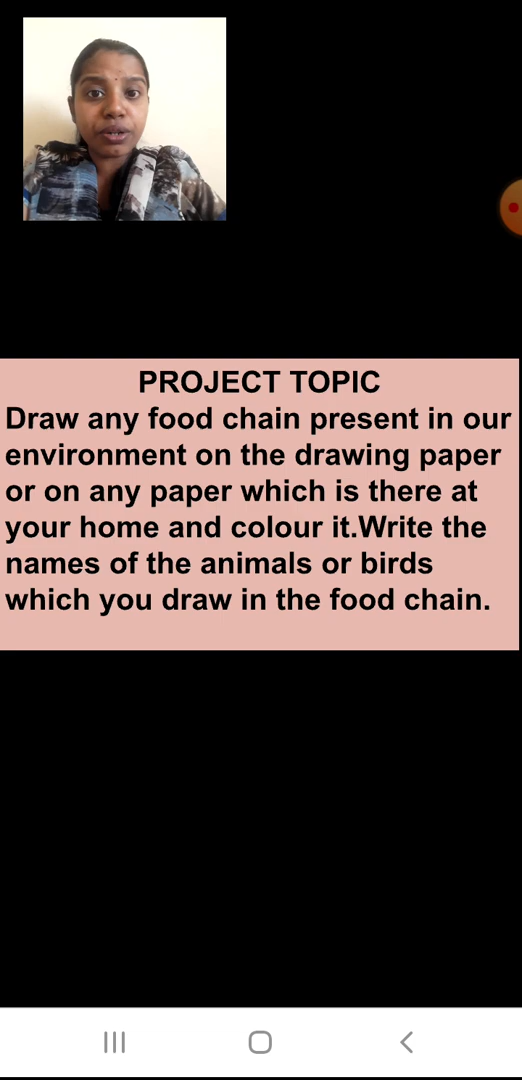 PROJECT TOPIC
Draw any food chain present in our
environment on the drawing paper
or on any paper which is there at
your home and colour it.Write the
names of the animals or birds
which you draw in the food chain.